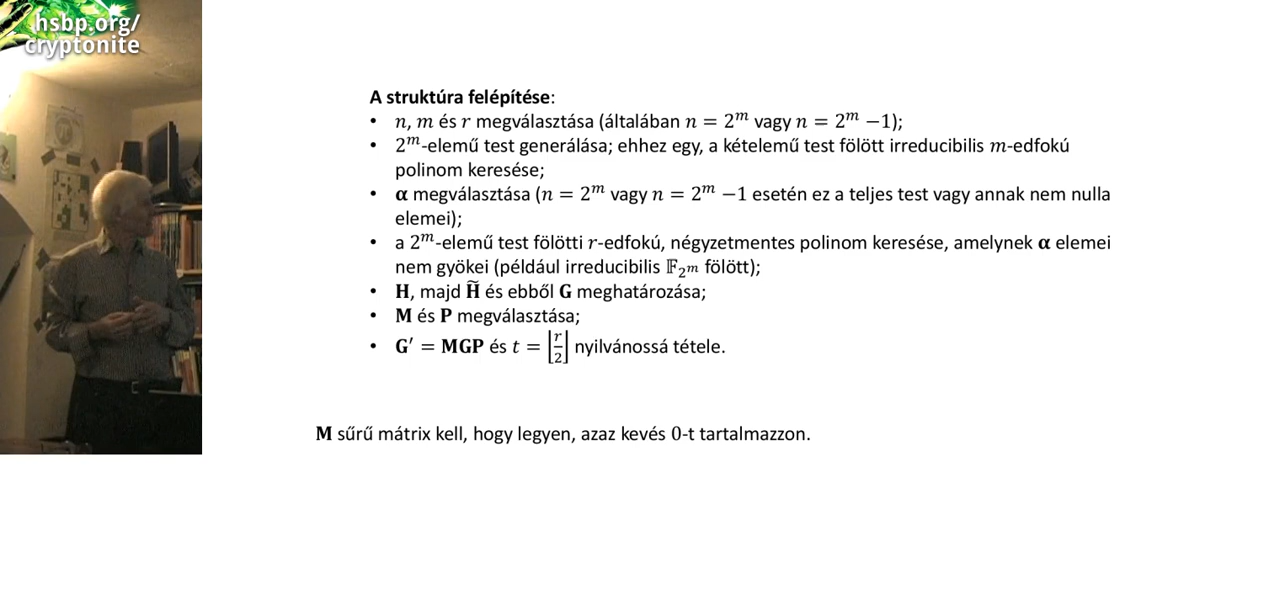 hsbp.org/
cryptonite
A struktúra felépítése:
• n, m és r megválasztása (általában n = 2^m vagy n = 2^m −1);
• 2^m-elemű test generálása; ehhez egy, a kételemű test fölött irreducibilis m-edfokú
polinom keresése;
• α megválasztása (n = 2^m vagy n = 2^m −1 esetén ez a teljes test vagy annak nem nulla
elemei);
• a 2^m-elemű test fölötti r-edfokú, négyzetmentes polinom keresése, amelynek α elemei
nem gyökei (például irreducibilis 𝔽_{2^m} fölött);
• H, majd H̃ és ebből G meghatározása;
• M és P megválasztása;
• G′ = MGP és t = ⌊r/2⌋ nyilvánossá tétele.
M sűrű mátrix kell, hogy legyen, azaz kevés 0-t tartalmazzon.